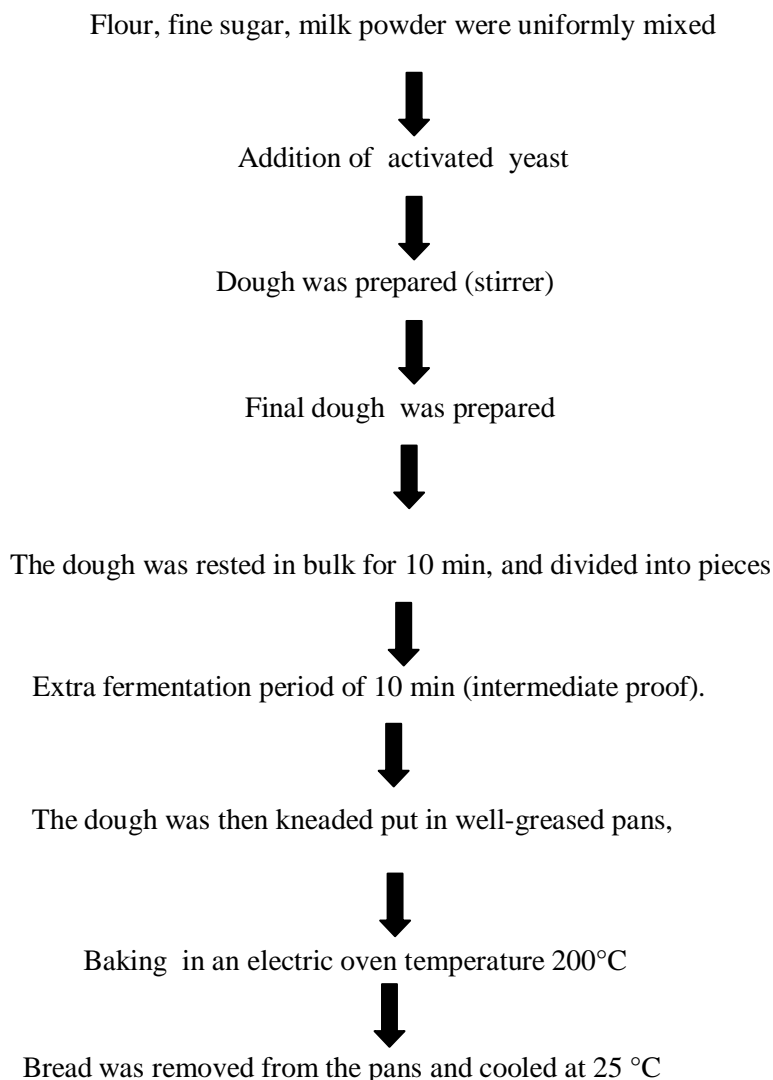 Flour, fine sugar, milk powder were uniformly mixed
Addition of activated yeast
Dough was prepared (stirrer)
Final dough was prepared
The dough was rested in bulk for 10 min, and divided into pieces
Extra fermentation period of 10 min (intermediate proof).
The dough was then kneaded put in well-greased pans,
Baking in an electric oven temperature 200°C
Bread was removed from the pans and cooled at 25 °C